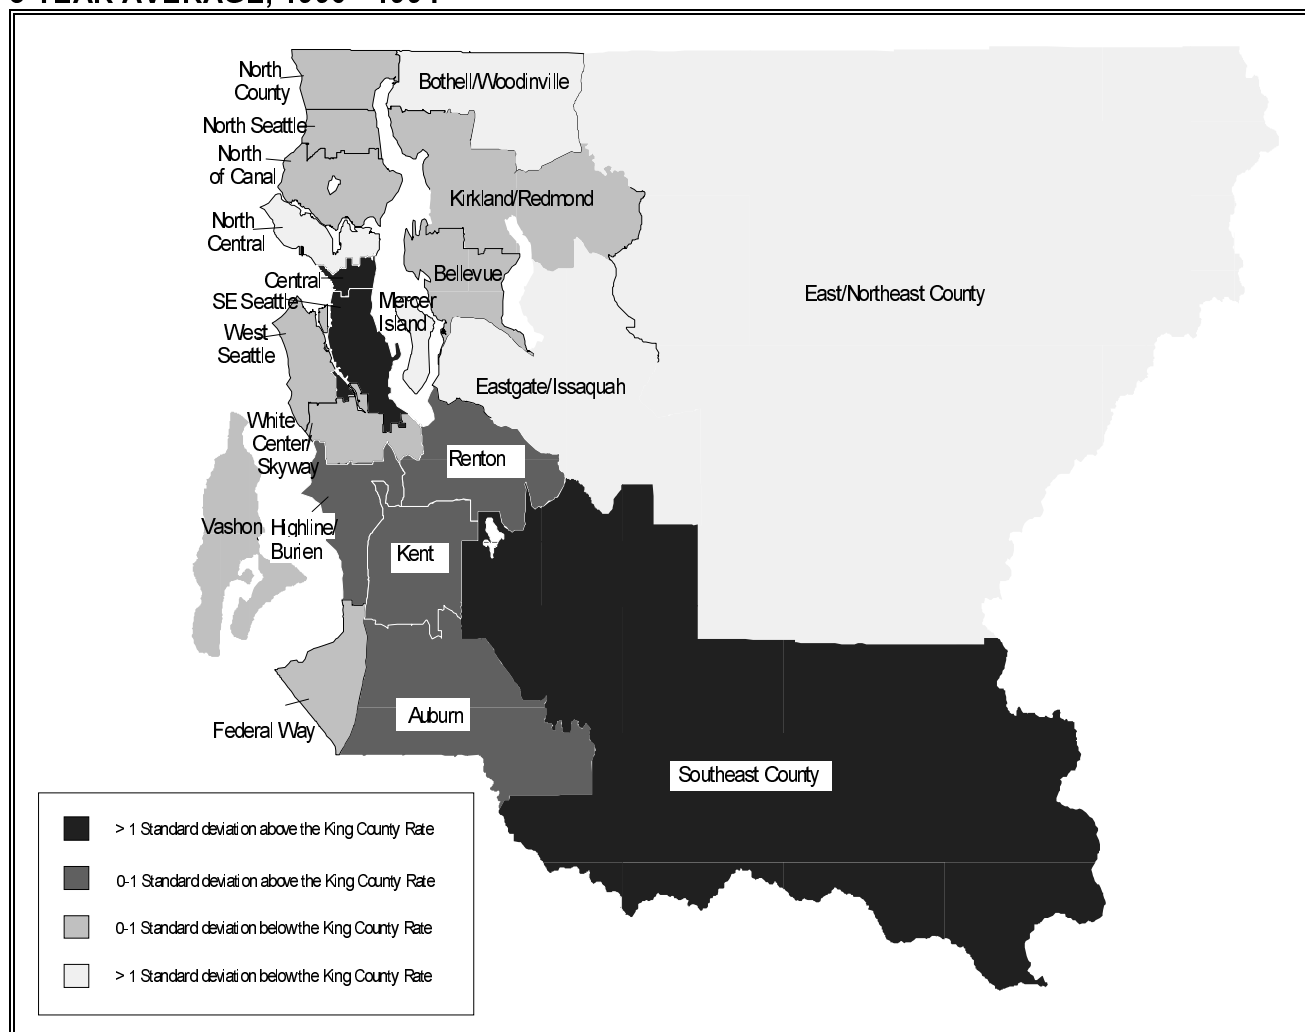 North
County
Bothell/Woodinville
North Seattle
North
of Canal
Kirkland/Redmond
North
Central
Central
Bellevue
SE Seattle
Mercer
Island
East/Northeast County
West
Seattle
Eastgate/Issaquah
White
Center/
Skyway
Renton
Vashon
Highline/
Burien
Kent
Federal Way
Auburn
Southeast County
> 1 Standard deviation above the King County Rate
0-1 Standard deviation above the King County Rate
0-1 Standard deviation below the King County Rate
> 1 Standard deviation below the King County Rate